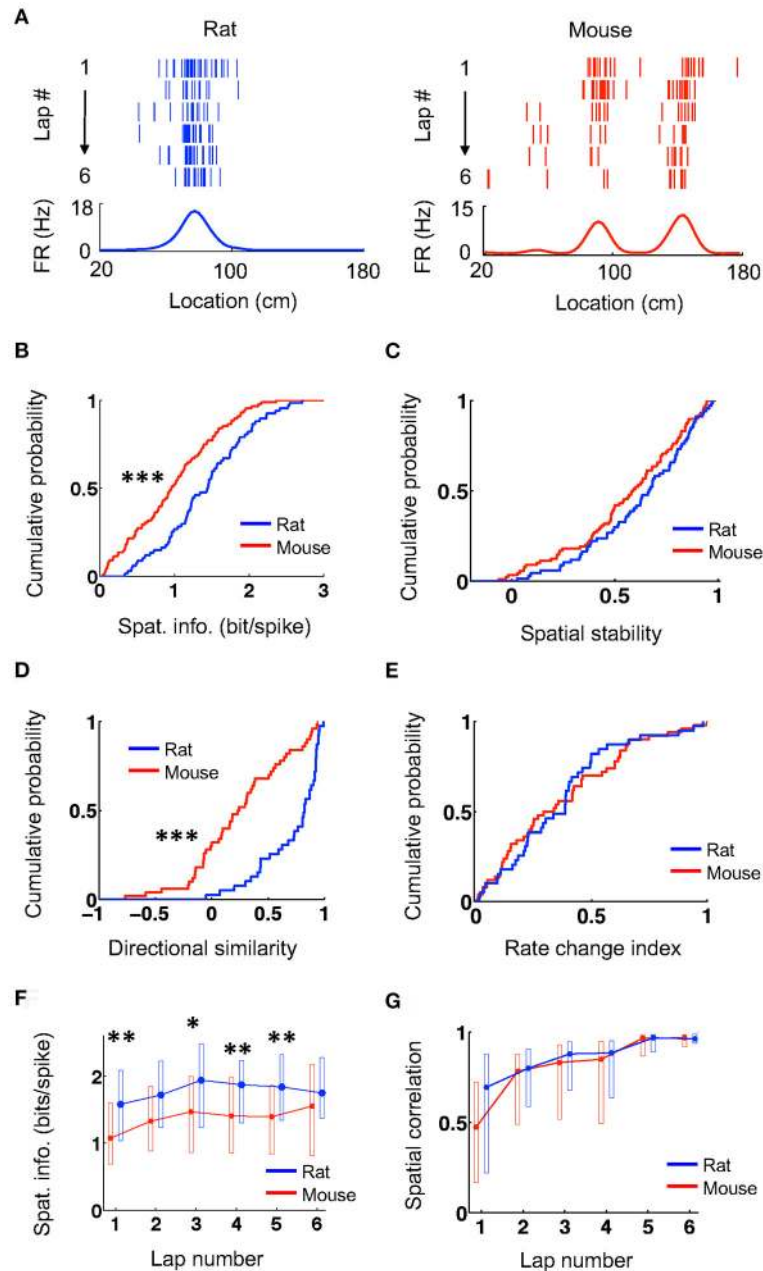 A
Rat
Mouse
Lap #
1
6
Lap #
1
6
FR (Hz)
18
0
20
100
180
Location (cm)
FR (Hz)
15
0
20
100
180
Location (cm)
B
Cumulative probability
1
0.5
0
***
Rat
Mouse
0
1
2
3
Spat. info. (bit/spike)
C
Cumulative probability
1
0.5
0
Rat
Mouse
0
0.5
1
Spatial stability
D
Cumulative probability
1
0.5
0
Rat
Mouse
***
−1
−0.5
0
0.5
1
Directional similarity
E
Cumulative probability
1
0.5
0
Rat
Mouse
0
0.5
1
Rate change index
F
Spat. info. (bits/spike)
2
1
0
**
*
**
**
Rat
Mouse
1
2
3
4
5
6
Lap number
G
Spatial correlation
1
0.5
0
Rat
Mouse
1
2
3
4
5
6
Lap number